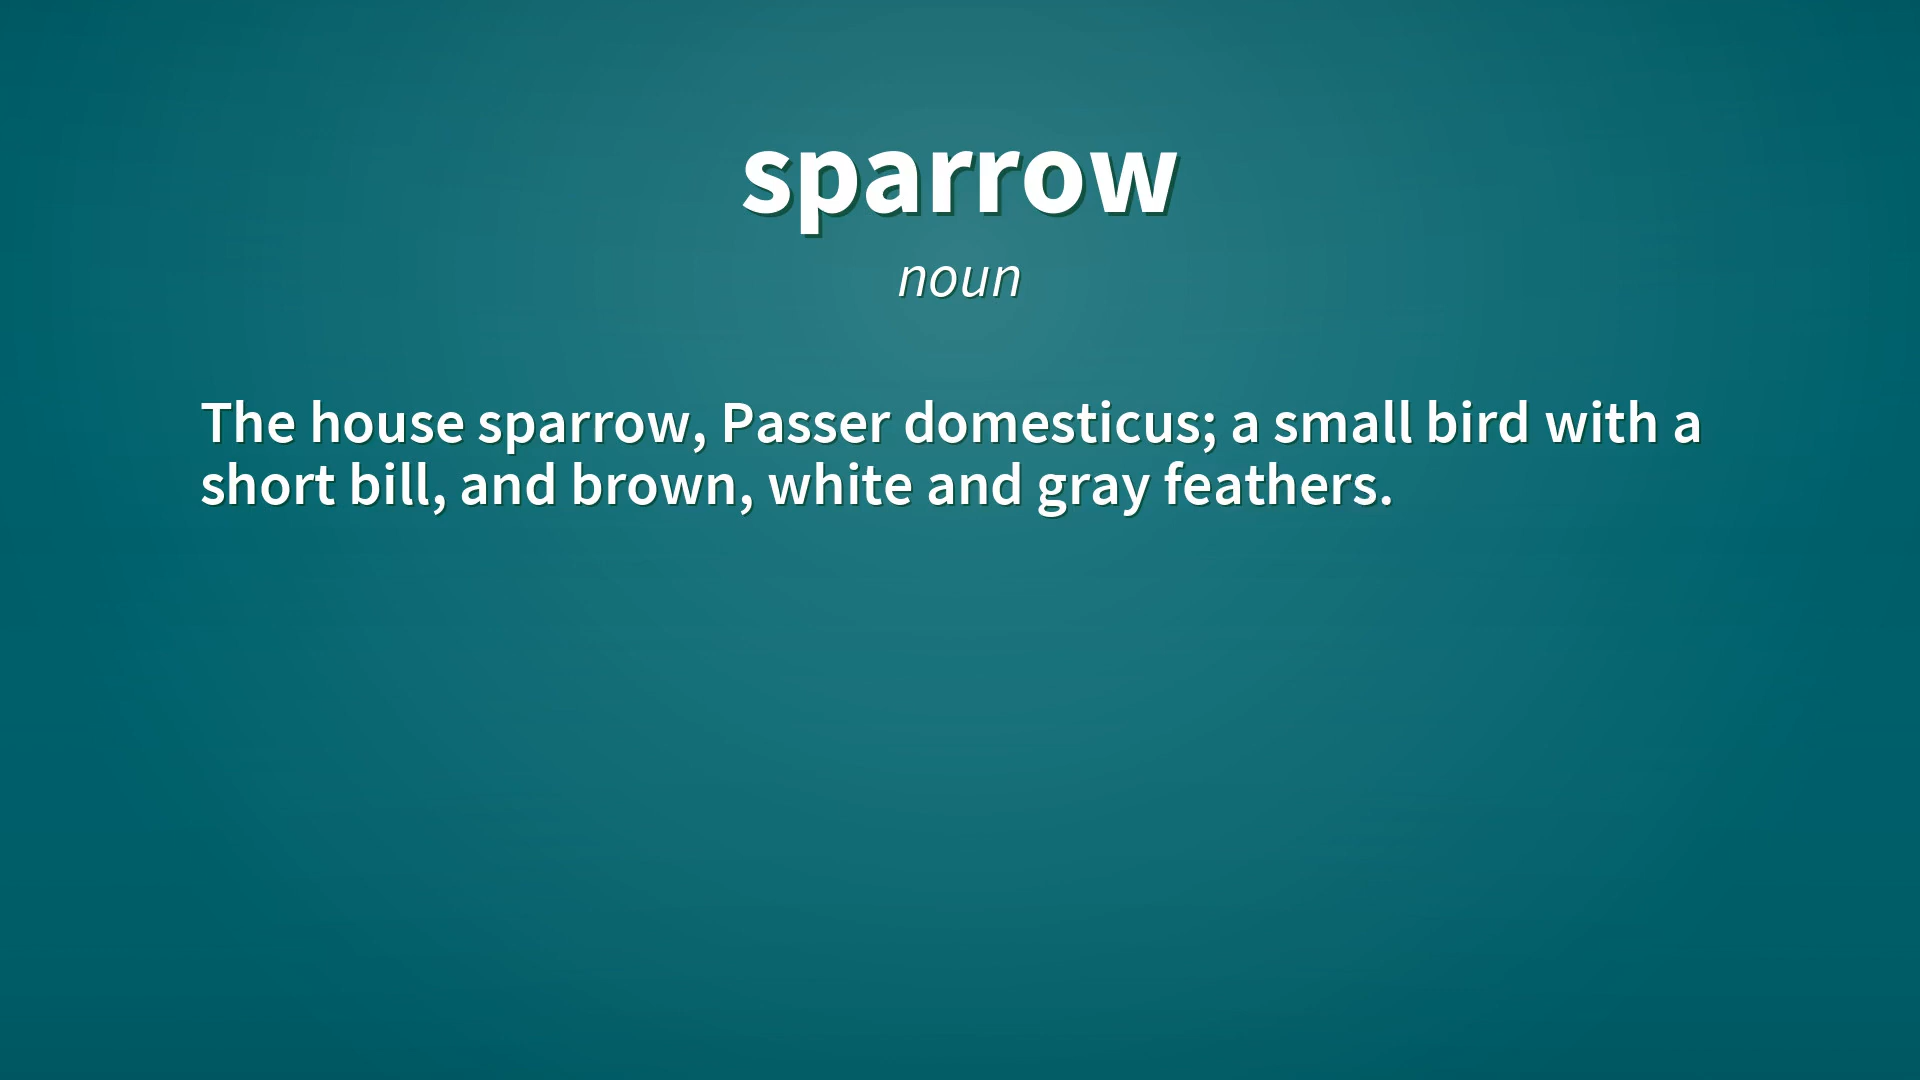 sparrow
noun
The house sparrow, Passer domesticus; a small bird with a
short bill, and brown, white and gray feathers.